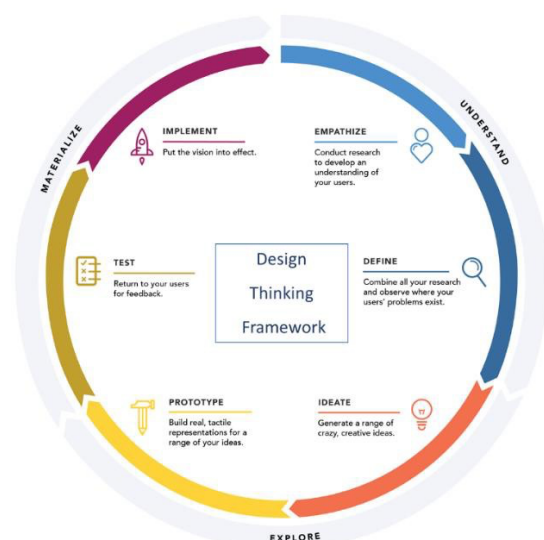 MATERIALIZE
UNDERSTAND
IMPLEMENT
Put the vision into effect.
EMPATHIZE
Conduct research
to develop an
understanding of
your users.
TEST
Return to your users
for feedback.
Design
Thinking
Framework
DEFINE
Combine all your research
and observe where your
users' problems exist.
PROTOTYPE
Build real, tactile
representations for a
range of your ideas.
IDEATE
Generate a range of
crazy, creative ideas.
EXPLORE